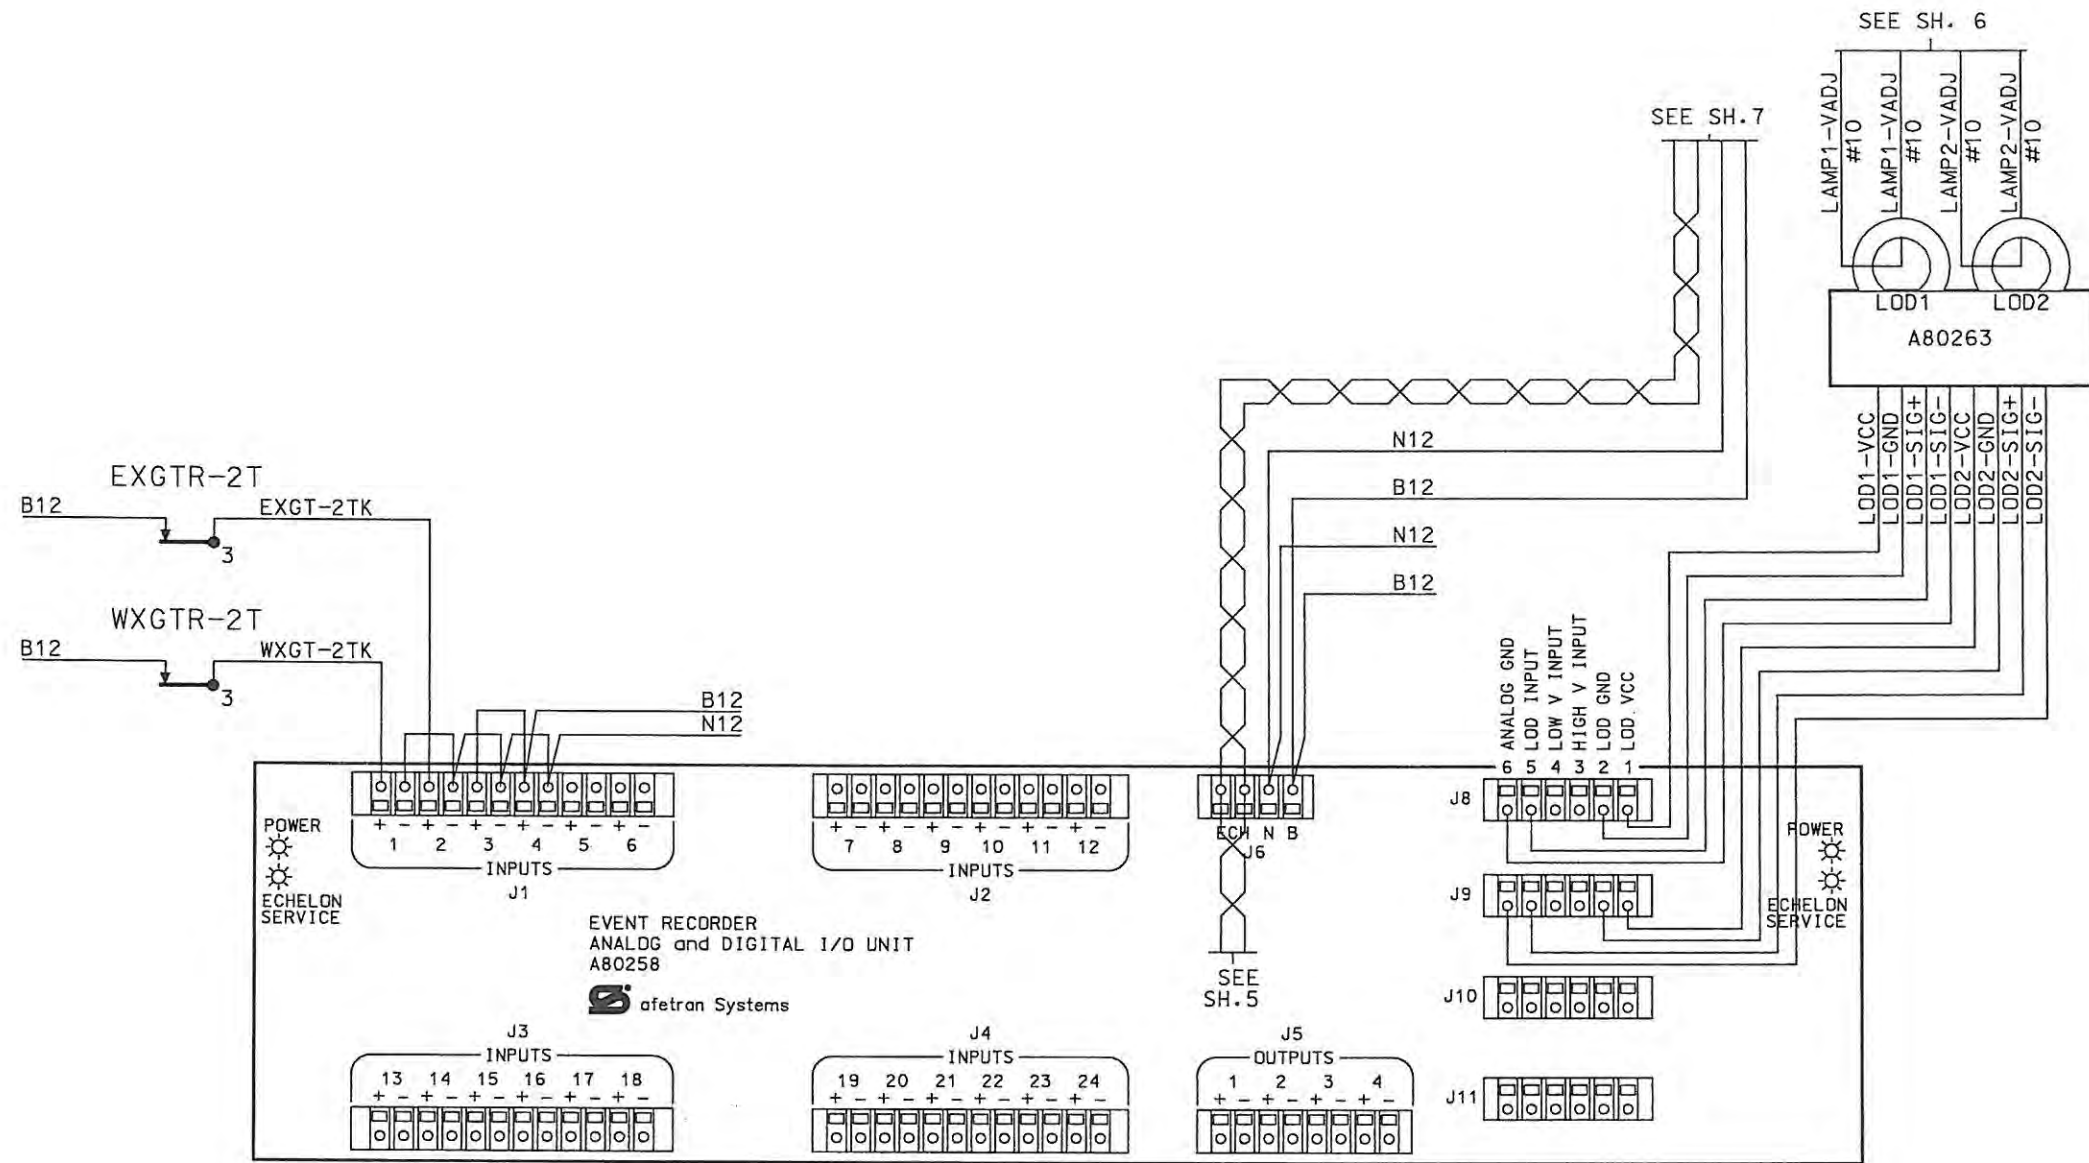 SEE SH. 6
LAMP1-VADJ
#10
LAMP1-VADJ
#10
LAMP2-VADJ
#10
LAMP2-VADJ
#10
SEE SH.7
LOD1 LOD2
A80263
LOD1-VCC
LOD1-GND
LOD1-SIG+
LOD1-SIG-
LOD2-VCC
LOD2-GND
LOD2-SIG+
LOD2-SIG-
N12
B12
N12
B12
EXGTR-2T
B12 EXGT-2TK
3
WXGTR-2T
B12 WXGT-2TK
3
B12
N12
ANALOG GND
LOD INPUT
LOW V INPUT
HIGH V INPUT
LOD GND
LOD.VCC
6 5 4 3 2 1
J8
POWER
ECHELON
SERVICE
+ - + - + - + - + - + -
1 2 3 4 5 6
INPUTS
J1
+ - + - + - + - + - + -
7 8 9 10 11 12
INPUTS
J2
ECH N B
J6
POWER
ECHELON
SERVICE
J9
EVENT RECORDER
ANALOG and DIGITAL I/O UNIT
A80258
Safetran Systems
SEE
SH.5
J10
J3
INPUTS
13 14 15 16 17 18
+ - + - + - + - + - + -
J4
INPUTS
19 20 21 22 23 24
+ - + - + - + - + - + -
J5
OUTPUTS
1 2 3 4
+ - + - + - + -
J11